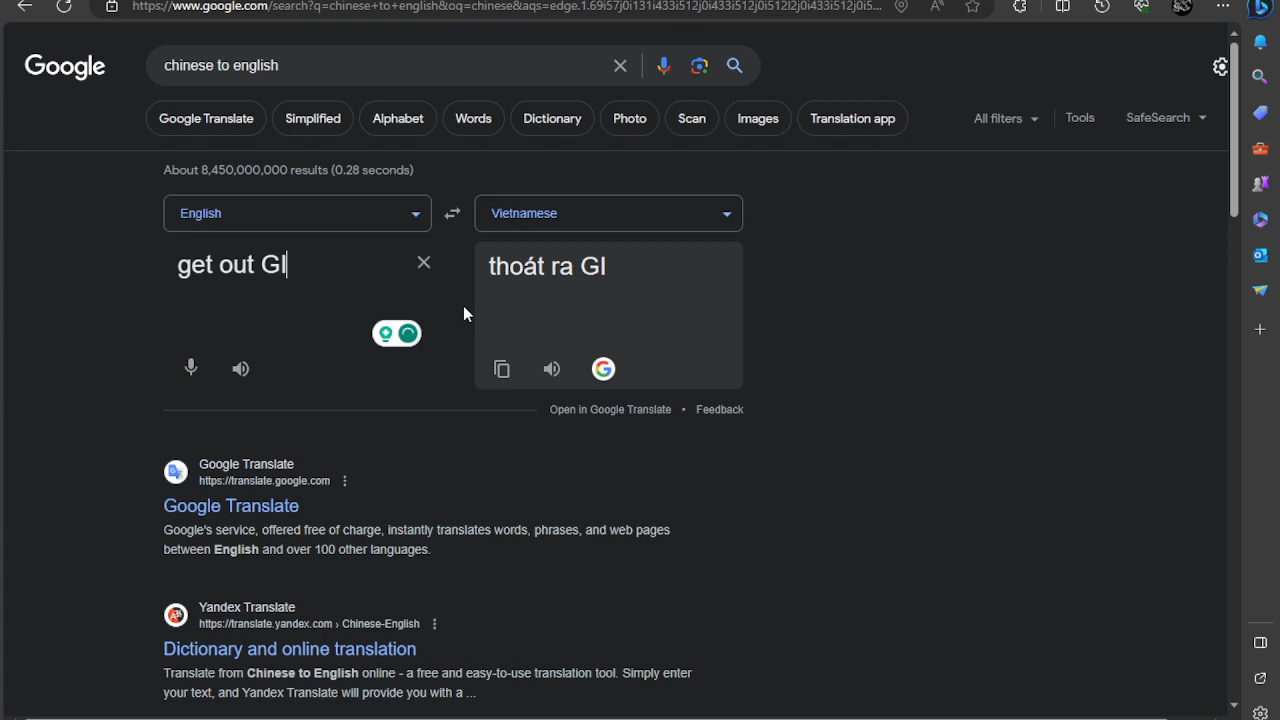 https://www.google.com/search?q=chinese+to+english&oq=chinese&aqs=edge.1.69i57j0i131i433i512j0i433i512j0i512l2j0i433i512j0i5...
Google
chinese to english
Google Translate Simplified Alphabet Words Dictionary Photo Scan Images Translation app All filters Tools SafeSearch
About 8,450,000,000 results (0.28 seconds)
English Vietnamese
get out GI thoát ra GI
Open in Google Translate • Feedback
Google Translate
https://translate.google.com
Google Translate
Google's service, offered free of charge, instantly translates words, phrases, and web pages
between English and over 100 other languages.
Yandex Translate
https://translate.yandex.com › Chinese-English
Dictionary and online translation
Translate from Chinese to English online - a free and easy-to-use translation tool. Simply enter
your text, and Yandex Translate will provide you with a ...